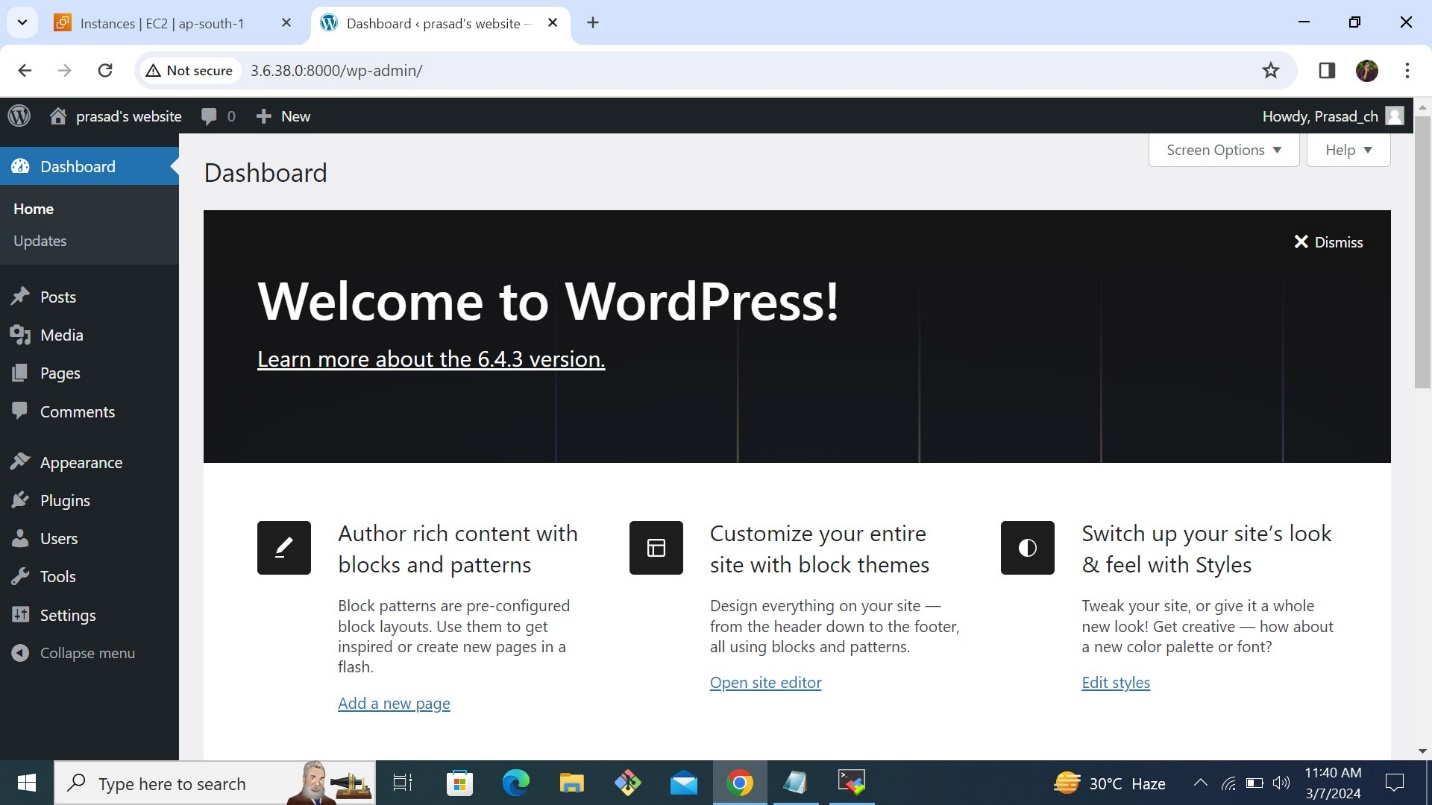 Instances | EC2 | ap-south-1
Dashboard ‹ prasad's website —
Not secure
3.6.38.0:8000/wp-admin/
prasad's website
0
New
Howdy, Prasad_ch
Dashboard
Home
Updates
Posts
Media
Pages
Comments
Appearance
Plugins
Users
Tools
Settings
Collapse menu
Screen Options
Help
Dashboard
Dismiss
Welcome to WordPress!
Learn more about the 6.4.3 version.
Author rich content with
blocks and patterns
Block patterns are pre-configured
block layouts. Use them to get
inspired or create new pages in a
flash.
Add a new page
Customize your entire
site with block themes
Design everything on your site —
from the header down to the footer,
all using blocks and patterns.
Open site editor
Switch up your site’s look
& feel with Styles
Tweak your site, or give it a whole
new look! Get creative — how about
a new color palette or font?
Edit styles
Type here to search
30°C Haze
11:40 AM
3/7/2024